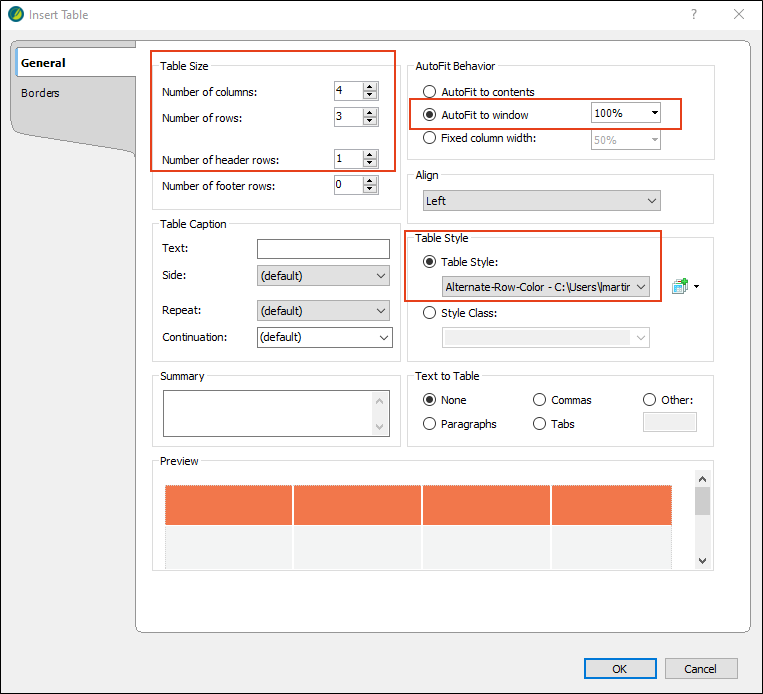 Insert Table
?
General
Borders
Table Size
Number of columns: 4
Number of rows: 3
Number of header rows: 1
Number of footer rows: 0
AutoFit Behavior
AutoFit to contents
AutoFit to window 100%
Fixed column width: 50%
Align
Left
Table Caption
Text:
Side: (default)
Repeat: (default)
Continuation: (default)
Table Style
Table Style:
Alternate-Row-Color - C:\Users\lmartir
Style Class:
Summary
Text to Table
None Commas Other:
Paragraphs Tabs
Preview
OK Cancel